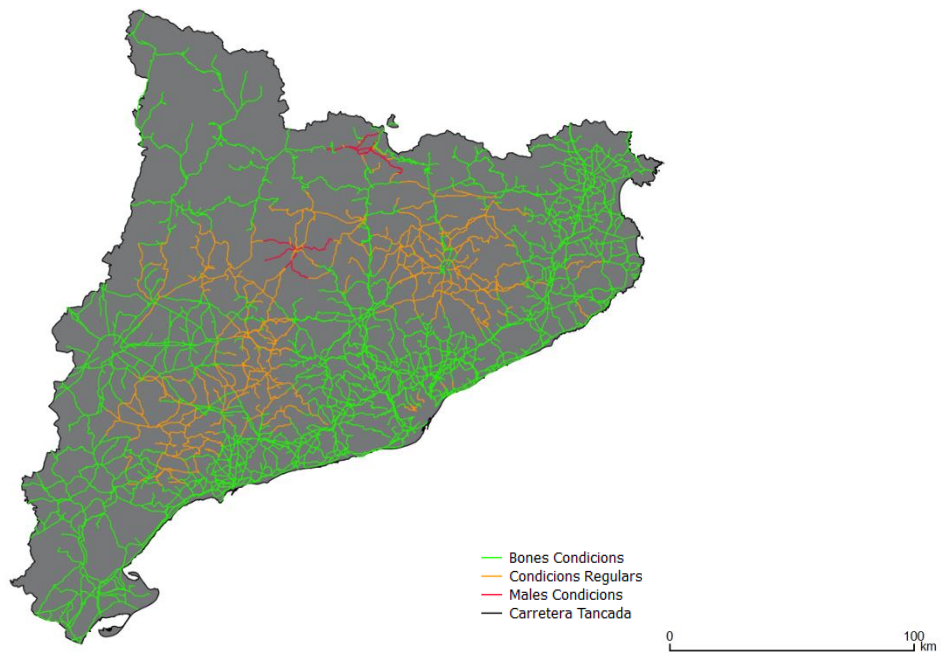 Bones Condicions
Condicions Regulars
Males Condicions
Carretera Tancada
0 100
km